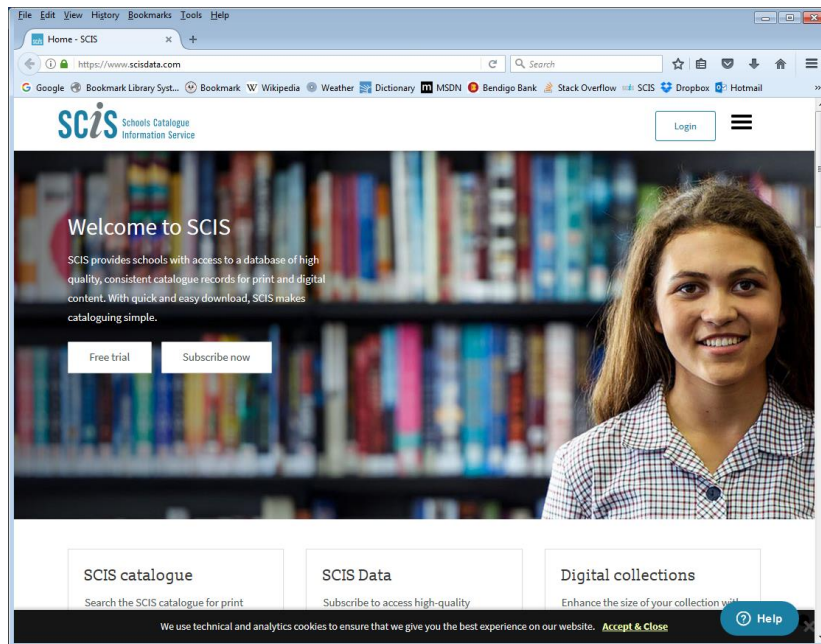 File Edit View History Bookmarks Tools Help
scis Home - SCIS × +
https://www.scisdata.com Search
Google Bookmark Library Syst... Bookmark W Wikipedia Weather Dictionary m MSDN Bendigo Bank Stack Overflow scis SCIS Dropbox Hotmail »
SCiS Schools Catalogue
Information Service
Login
Welcome to SCIS
SCIS provides schools with access to a database of high
quality, consistent catalogue records for print and digital
content. With quick and easy download, SCIS makes
cataloguing simple.
Free trial Subscribe now
SCIS catalogue SCIS Data Digital collections
Search the SCIS catalogue for print Subscribe to access high-quality Enhance the size of your collection with
We use technical and analytics cookies to ensure that we give you the best experience on our website. Accept & Close
? Help